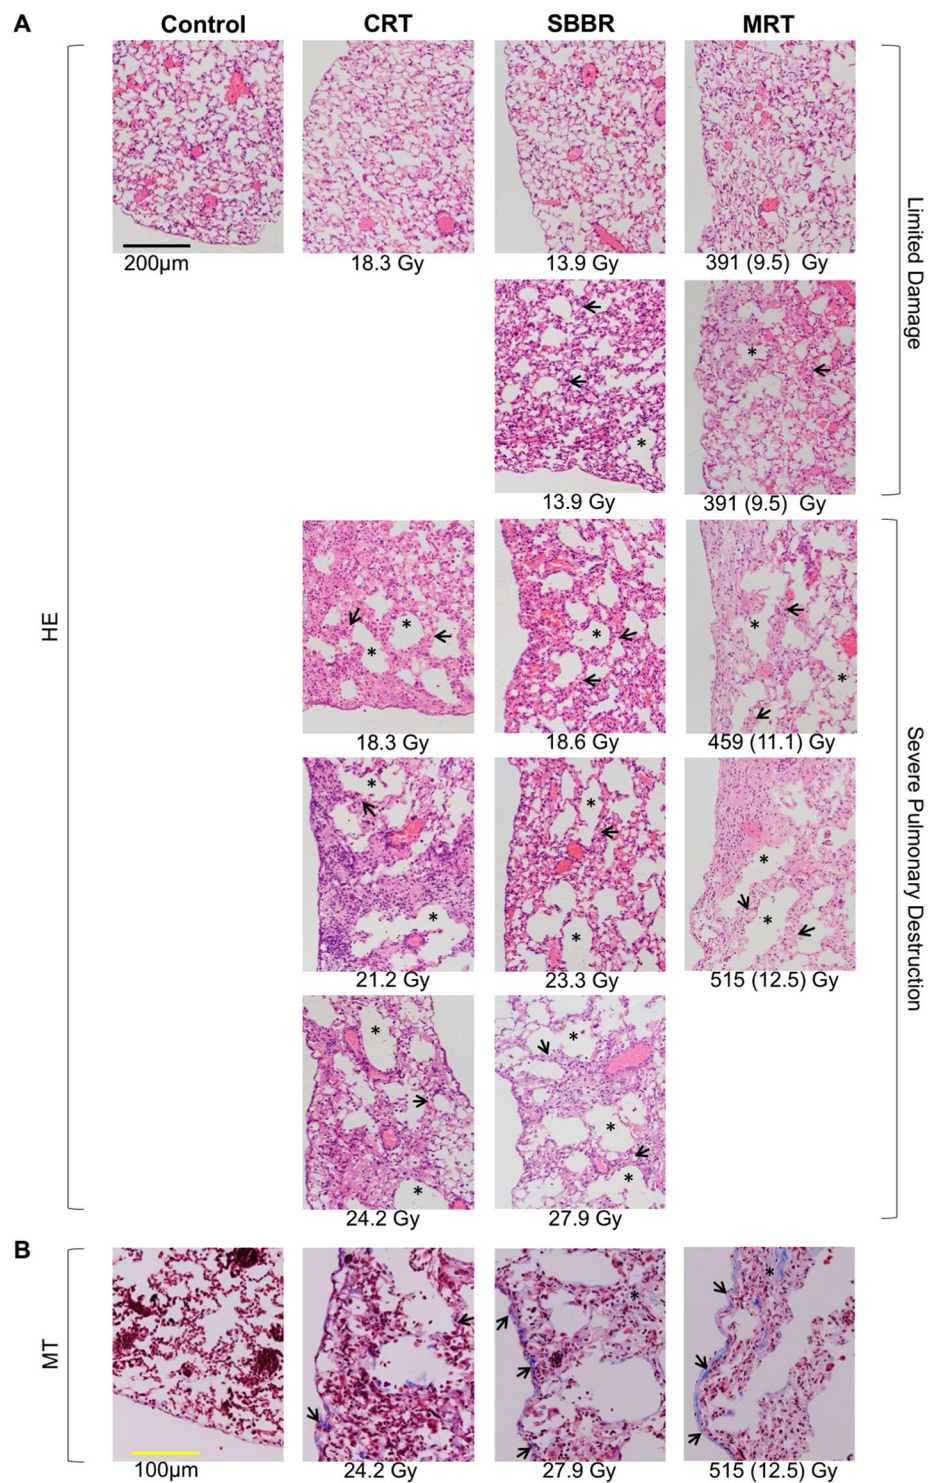 A
Control CRT SBBR MRT
HE
200µm
18.3 Gy 13.9 Gy 391 (9.5) Gy
*
*
13.9 Gy 391 (9.5) Gy
Limited Damage
* *
*
* *
18.3 Gy 18.6 Gy 459 (11.1) Gy
* *
*
*
* *
21.2 Gy 23.3 Gy 515 (12.5) Gy
* *
*
* *
24.2 Gy 27.9 Gy
Severe Pulmonary Destruction
B
MT
* *
100µm
24.2 Gy 27.9 Gy 515 (12.5) Gy